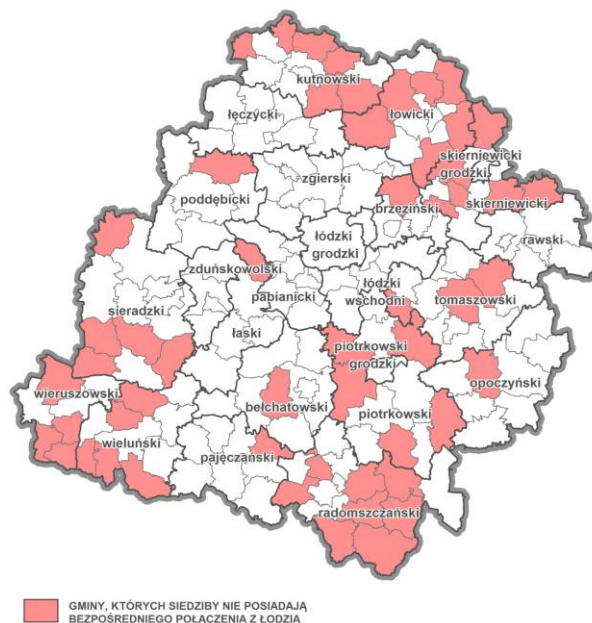 kutnowski
łęczycki
łowicki
skierniewicki
grodzki
zgierski
poddębicki
brzeziński
skierniewicki
łódzki
grodzki
rawski
zduńskowolski
łódzki
wschodni
pabianicki
tomaszowski
sieradzki
łaski
piotrkowski
grodzki
wieruszowski
opoczyński
bełchatowski
piotrkowski
wieluński
pajęczański
radomszczański
GMINY, KTÓRYCH SIEDZIBY NIE POSIADAJĄ
BEZPOŚREDNIEGO POŁĄCZENIA Z ŁODZIA